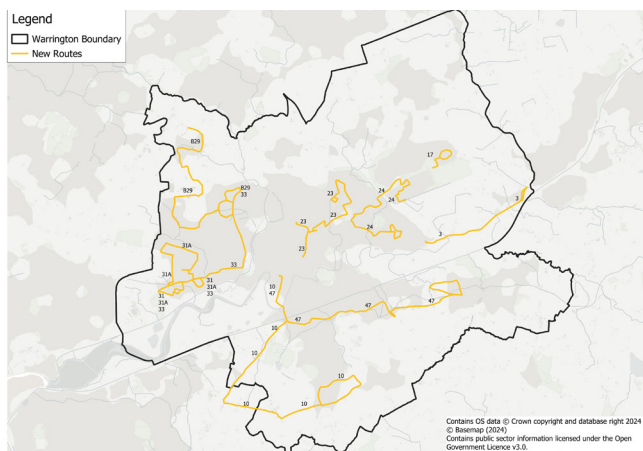 Legend
Warrington Boundary
New Routes
B29
17
B29
B29
33
23
24
24
3
23
23
24
3
31A
23
33
31A
31
31A
33
10
47
31
31A
33
47
47
47
10
10
10
10
10
Contains OS data © Crown copyright and database right 2024
© Basemap (2024)
Contains public sector information licensed under the Open
Government Licence v3.0.